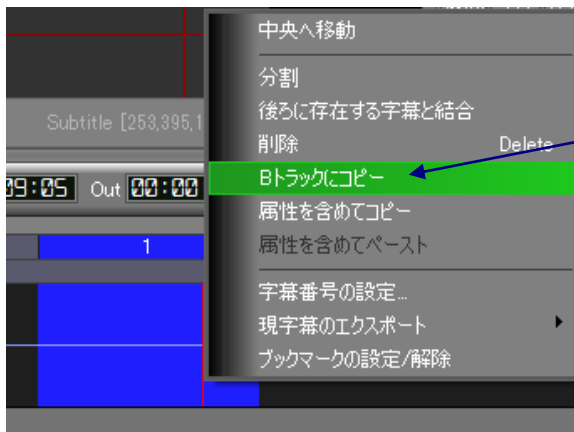 中央へ移動
分割
後ろに存在する字幕と結合
Subtitle [253,395,1
削除 Delete
Bトラックにコピー
09:05 Out 00:00
属性を含めてコピー
1
属性を含めてペースト
字幕番号の設定...
現字幕のエクスポート
ブックマークの設定/解除